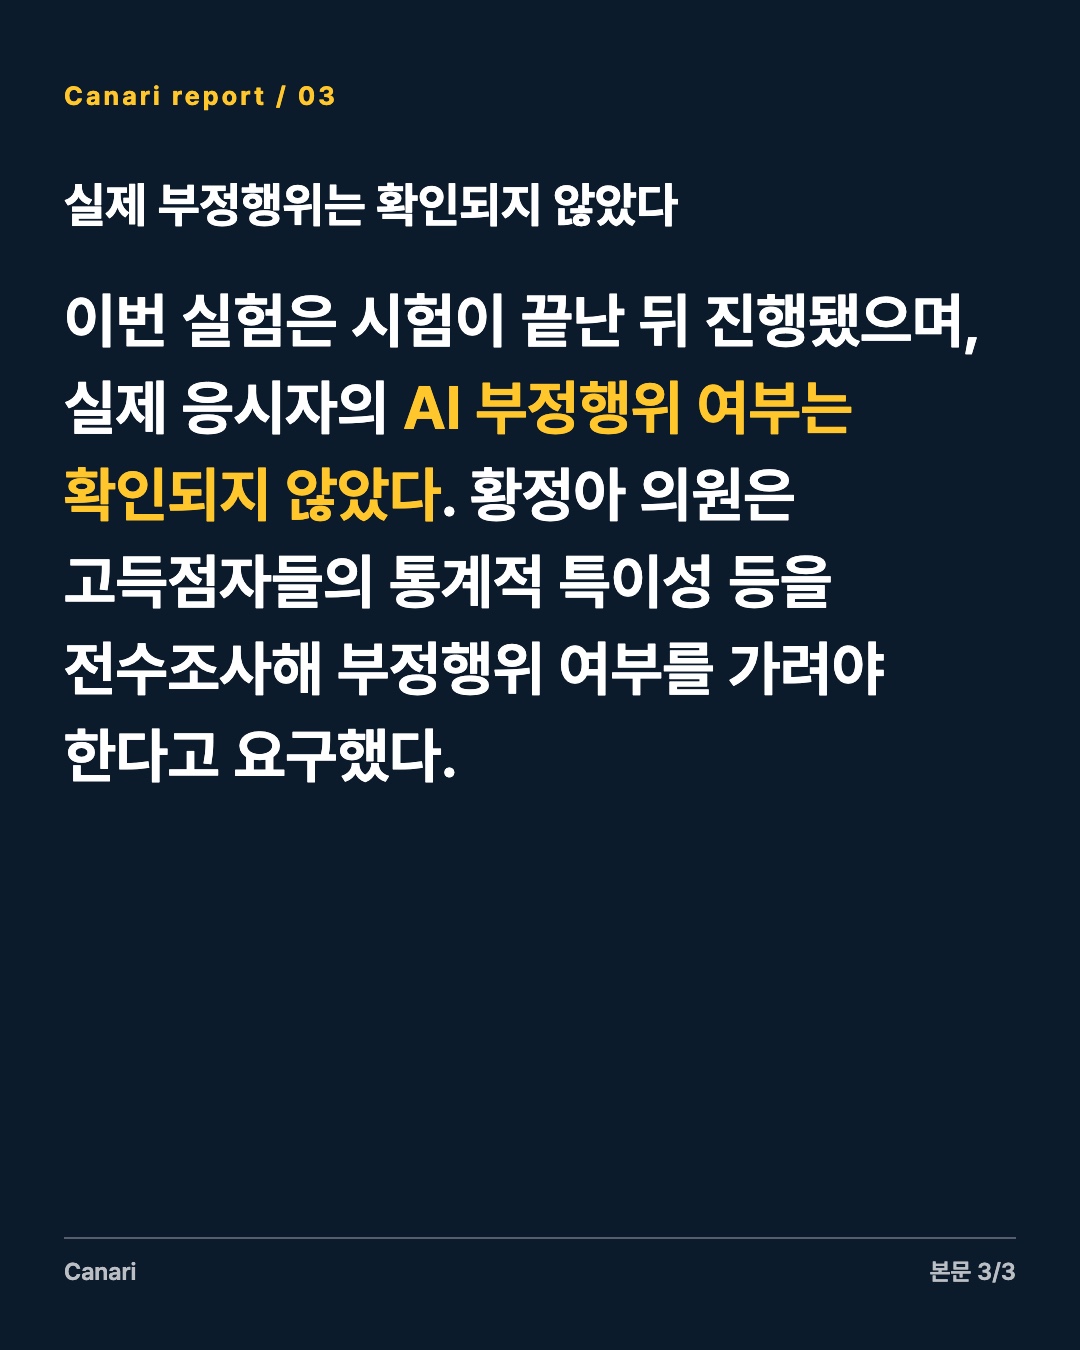 Canari report / 03
실제 부정행위는 확인되지 않았다
이번 실험은 시험이 끝난 뒤 진행됐으며,
실제 응시자의 AI 부정행위 여부는
확인되지 않았다. 황정아 의원은
고득점자들의 통계적 특이성 등을
전수조사해 부정행위 여부를 가려야
한다고 요구했다.
Canari
본문 3/3